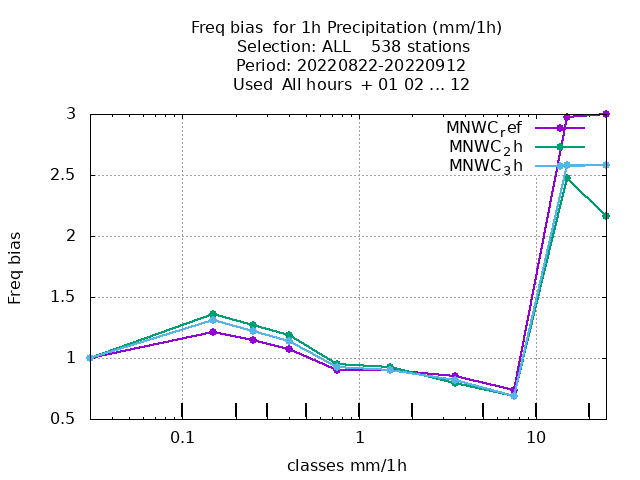 Freq bias  for 1h Precipitation (mm/1h)
Selection: ALL    538 stations
Period: 20220822-20220912
Used  All hours  + 01 02 ... 12
MNWC_ref
MNWC_2h
MNWC_3h
3
2.5
2
1.5
1
0.5
Freq bias
0.1 1 10
classes mm/1h